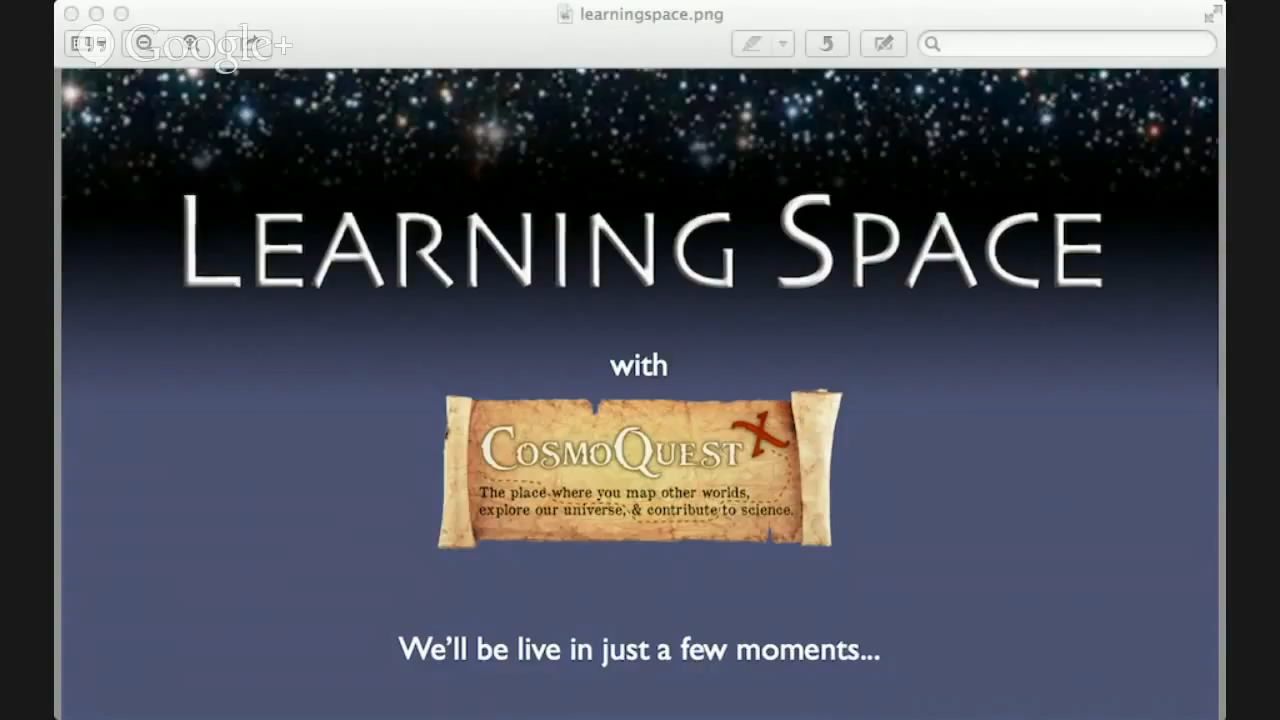 learningspace.png
Google+
LEARNING SPACE
with
COSMOQUEST
The place where you map other worlds,
explore our universe, & contribute to science.
We'll be live in just a few moments...